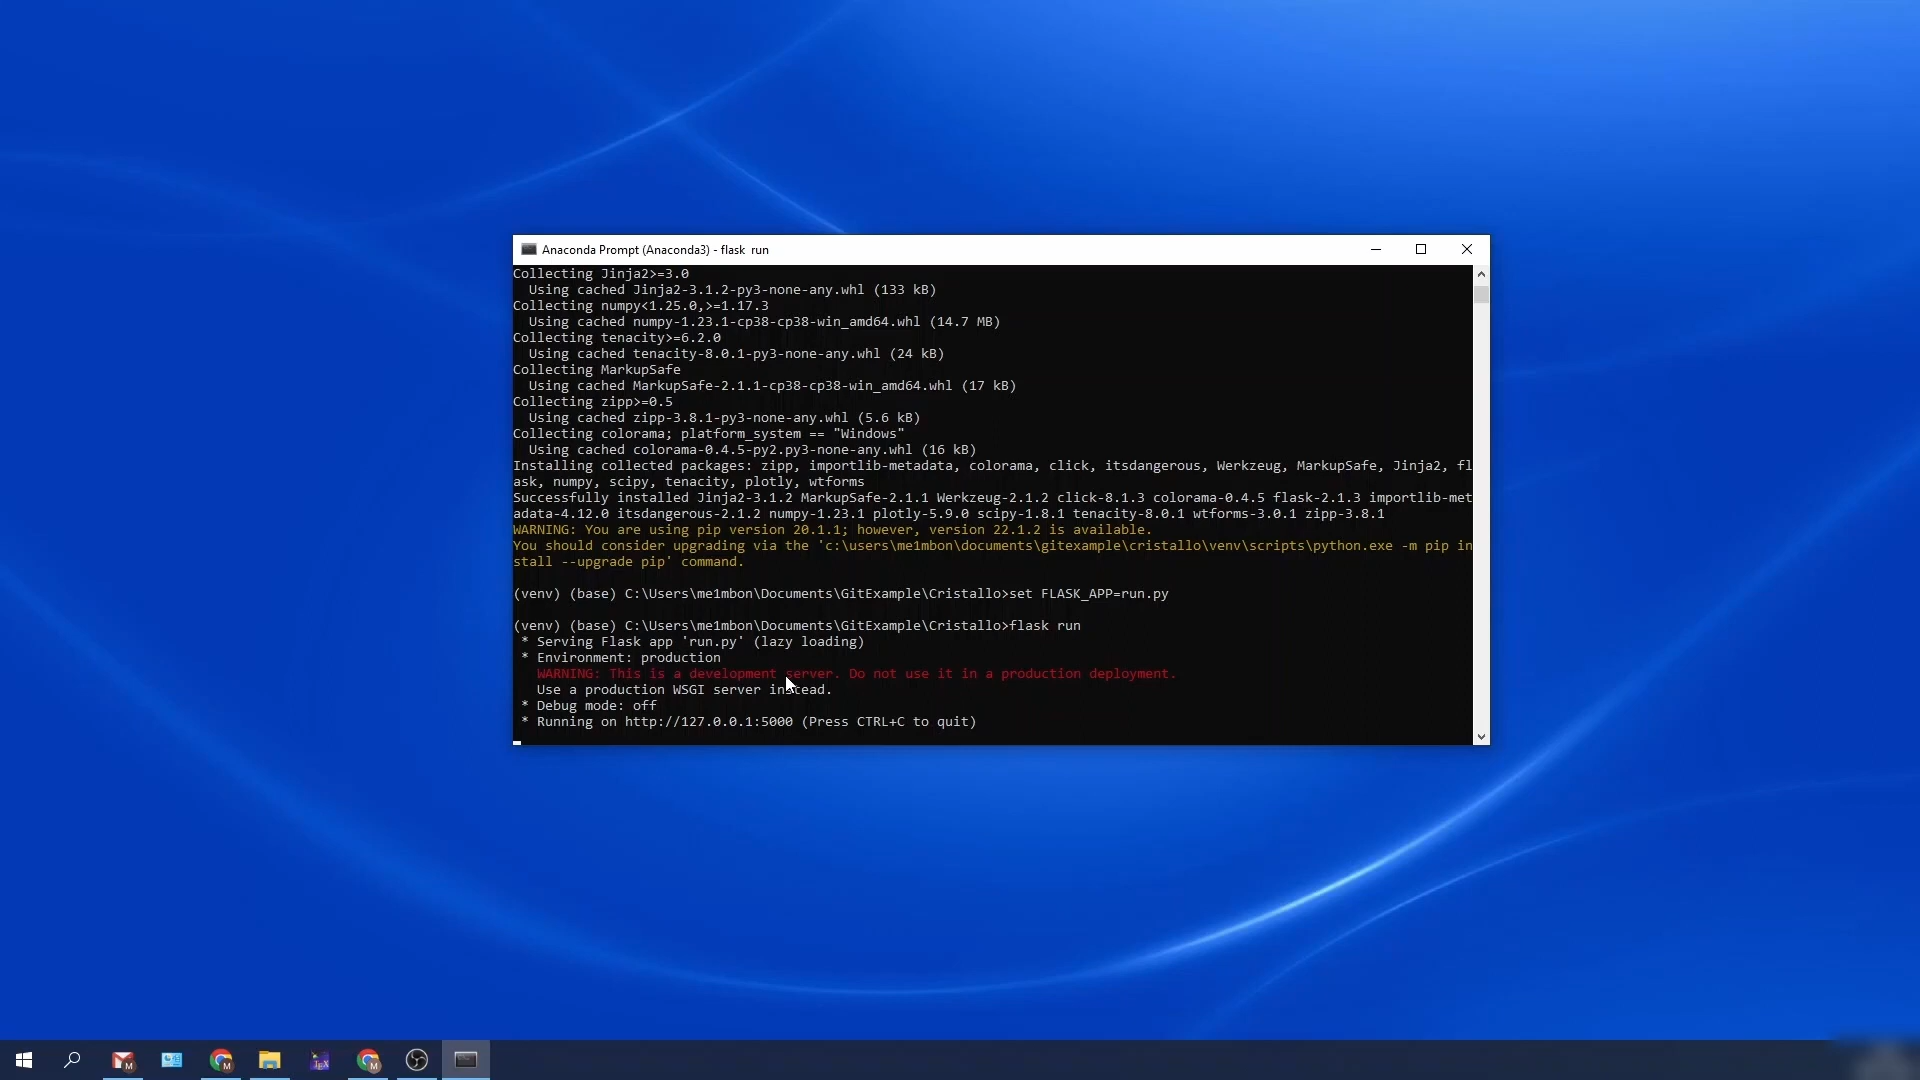 Anaconda Prompt (Anaconda3) - flask  run
Collecting Jinja2>=3.0
  Using cached Jinja2-3.1.2-py3-none-any.whl (133 kB)
Collecting numpy<1.25.0,>=1.17.3
  Using cached numpy-1.23.1-cp38-cp38-win_amd64.whl (14.7 MB)
Collecting tenacity>=6.2.0
  Using cached tenacity-8.0.1-py3-none-any.whl (24 kB)
Collecting MarkupSafe
  Using cached MarkupSafe-2.1.1-cp38-cp38-win_amd64.whl (17 kB)
Collecting zipp>=0.5
  Using cached zipp-3.8.1-py3-none-any.whl (5.6 kB)
Collecting colorama; platform_system == "Windows"
  Using cached colorama-0.4.5-py2.py3-none-any.whl (16 kB)
Installing collected packages: zipp, importlib-metadata, colorama, click, itsdangerous, Werkzeug, MarkupSafe, Jinja2, fl
ask, numpy, scipy, tenacity, plotly, wtforms
Successfully installed Jinja2-3.1.2 MarkupSafe-2.1.1 Werkzeug-2.1.2 click-8.1.3 colorama-0.4.5 flask-2.1.3 importlib-met
adata-4.12.0 itsdangerous-2.1.2 numpy-1.23.1 plotly-5.9.0 scipy-1.8.1 tenacity-8.0.1 wtforms-3.0.1 zipp-3.8.1
WARNING: You are using pip version 20.1.1; however, version 22.1.2 is available.
You should consider upgrading via the 'c:\users\me1mbon\documents\gitexample\cristallo\venv\scripts\python.exe -m pip in
stall --upgrade pip' command.
(venv) (base) C:\Users\me1mbon\Documents\GitExample\Cristallo>set FLASK_APP=run.py
(venv) (base) C:\Users\me1mbon\Documents\GitExample\Cristallo>flask run
 * Serving Flask app 'run.py' (lazy loading)
 * Environment: production
   WARNING: This is a development server. Do not use it in a production deployment.
   Use a production WSGI server instead.
 * Debug mode: off
 * Running on http://127.0.0.1:5000 (Press CTRL+C to quit)
M M TEX M